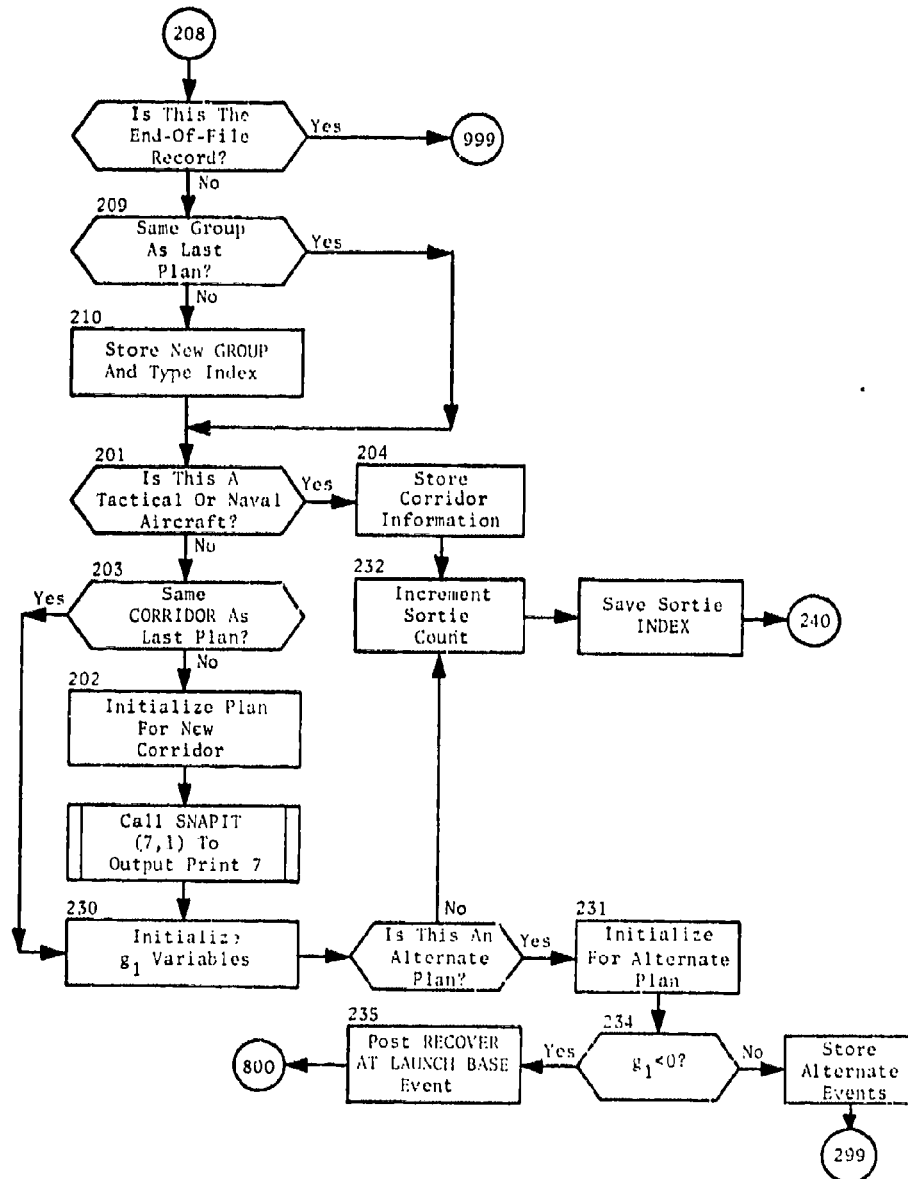 208
Is This The
End-Of-File
Record?
Yes
999
No
209
Same Group
As Last
Plan?
Yes
No
210
Store New GROUP
And Type Index
201
Is This A
Tactical Or Naval
Aircraft?
Yes
No
204
Store
Corridor
Information
232
Increment
Sortie
Count
Save Sortie
INDEX
240
203
Same
CORRIDOR As
Last Plan?
Yes
No
202
Initialize Plan
For New
Corridor
Call SNAPIT
(7,1) To
Output Print 7
230
Initialize
g1 Variables
No
Is This An
Alternate
Plan?
Yes
231
Initialize
For Alternate
Plan
234
g1<0?
Yes
No
235
Post RECOVER
AT LAUNCH BASE
Event
800
Store
Alternate
Events
299